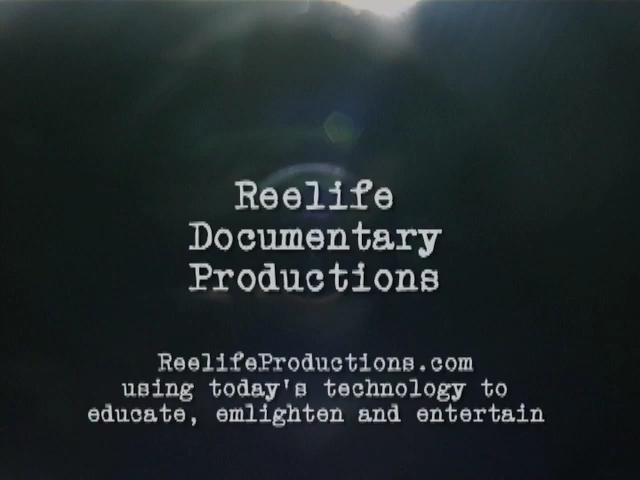 Reelife
Documentary
Productions
ReelifeProductions.com
using today's technology to
educate, emlighten and entertain